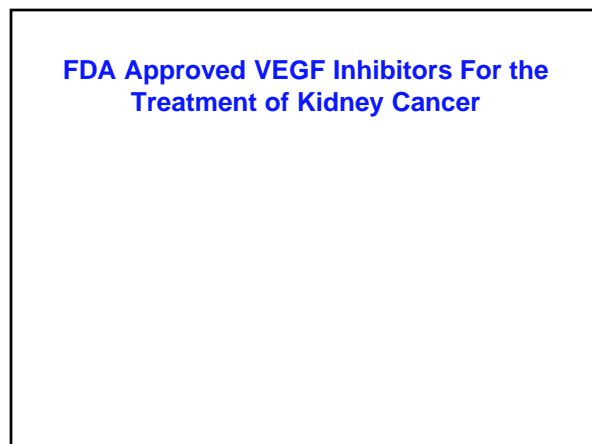 FDA Approved VEGF Inhibitors For the
Treatment of Kidney Cancer